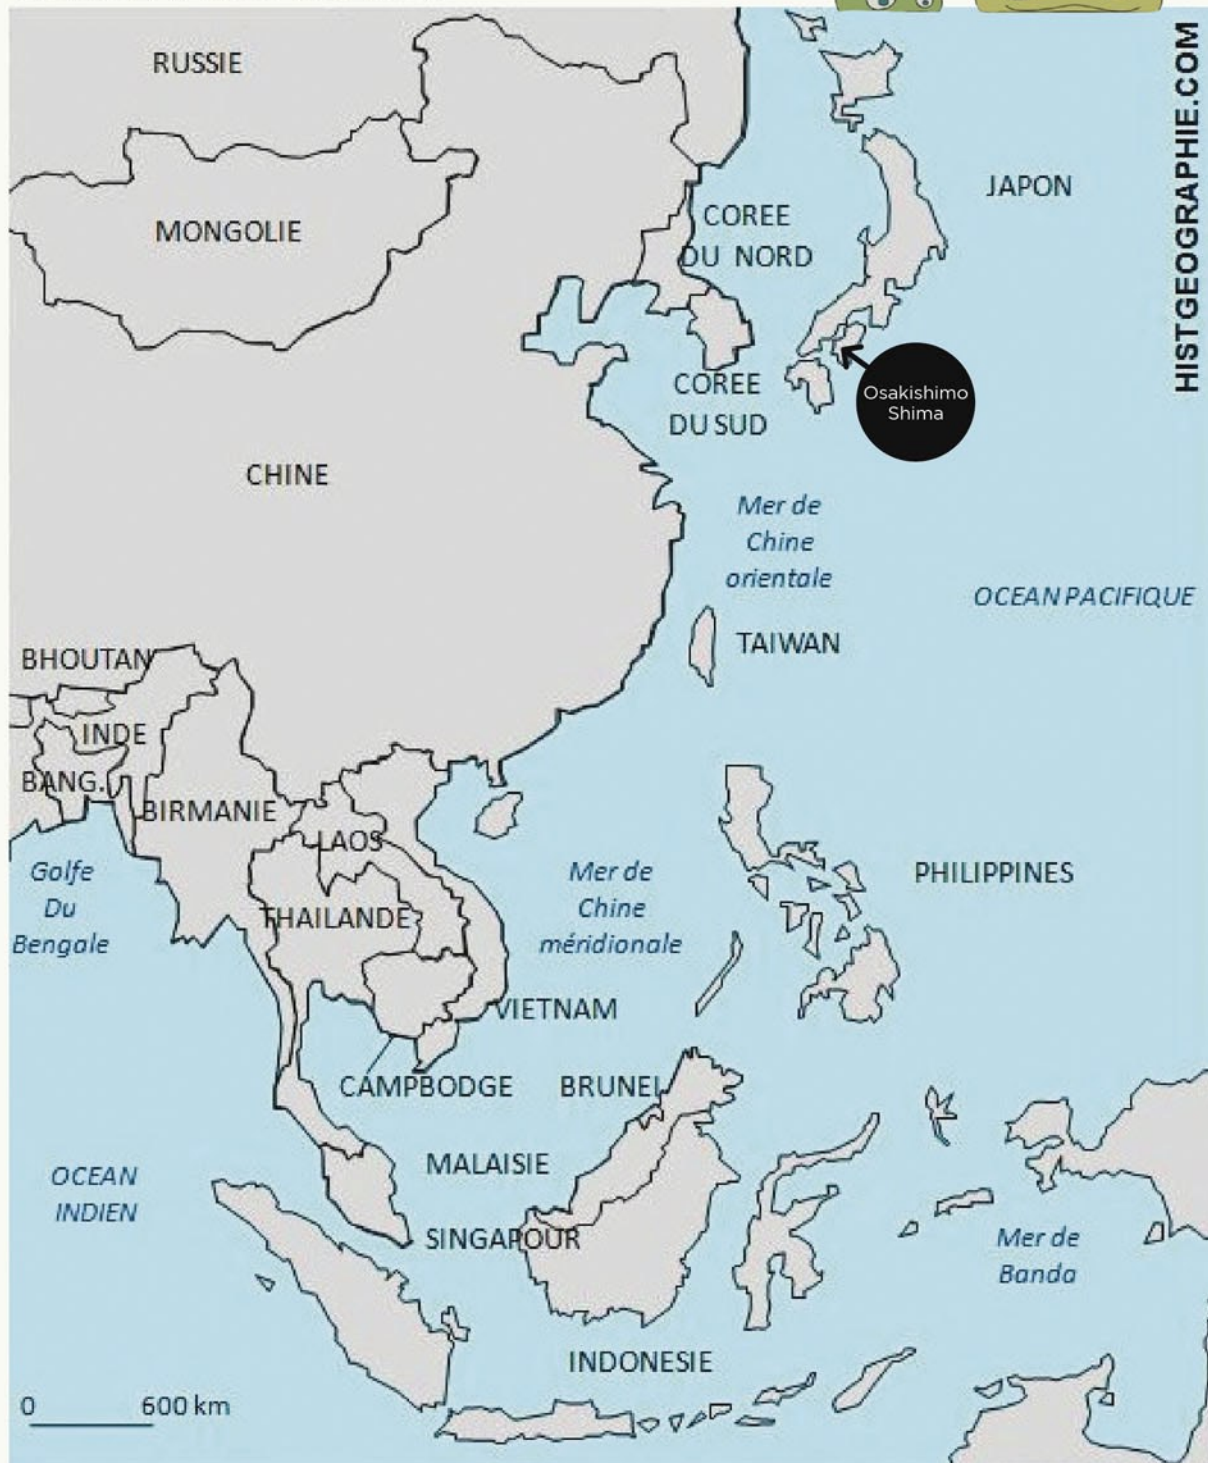 HISTGEOGRAPHIE.COM
RUSSIE
JAPON
MONGOLIE
COREE
DU NORD
COREE
DU SUD
Osakishimo
Shima
CHINE
Mer de
Chine
orientale
OCEAN PACIFIQUE
TAIWAN
BHOUTAN
INDE
BANG.
BIRMANIE
LAOS
Golfe
Du
Bengale
Mer de
Chine
méridionale
PHILIPPINES
THAILANDE
VIETNAM
CAMPBODGE
BRUNEI
MALAISIE
OCEAN
INDIEN
SINGAPOUR
Mer de
Banda
INDONESIE
0 600 km